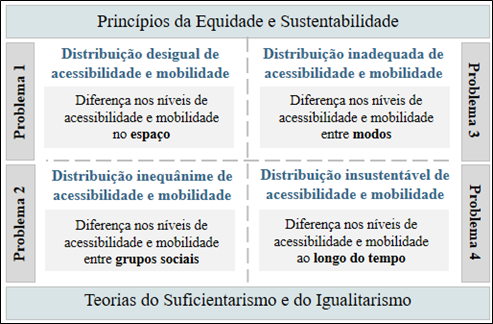 Princípios da Equidade e Sustentabilidade
Problema 1
Distribuição desigual de
acessibilidade e mobilidade
Diferença nos níveis de
acessibilidade e mobilidade
no espaço
Distribuição inadequada de
acessibilidade e mobilidade
Diferença nos níveis de
acessibilidade e mobilidade
entre modos
Problema 3
Problema 2
Distribuição inequânime de
acessibilidade e mobilidade
Diferença nos níveis de
acessibilidade e mobilidade
entre grupos sociais
Distribuição insustentável de
acessibilidade e mobilidade
Diferença nos níveis de
acessibilidade e mobilidade
ao longo do tempo
Problema 4
Teorias do Suficientarismo e do Igualitarismo